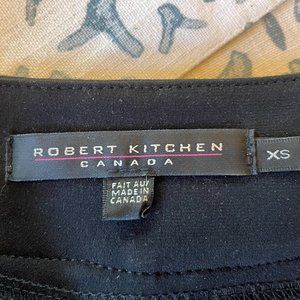 ROBERT KITCHEN
CANADA
XS
FAIT AU/
MADE IN
CANADA